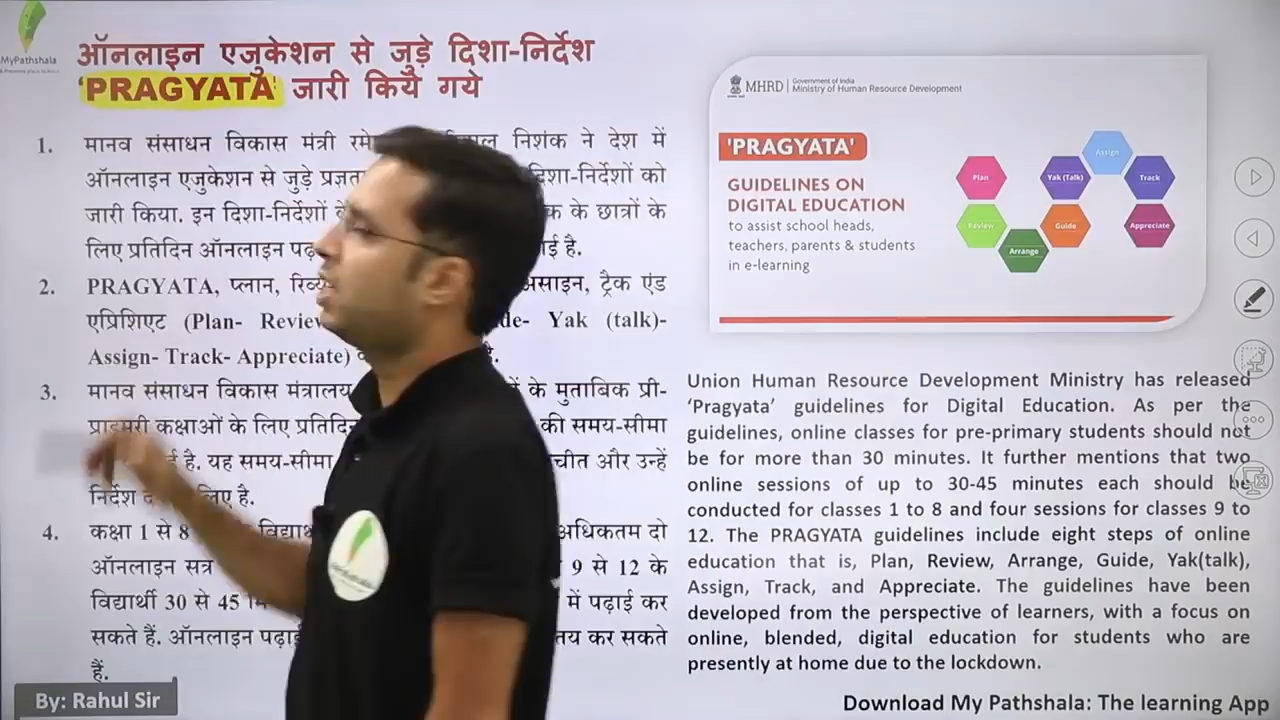 MyPathshala
ऑनलाइन एजुकेशन से जुड़े दिशा-निर्देश
'PRAGYATA' जारी किये गये
1. मानव संसाधन विकास मंत्री निशंक ने देश में
ऑनलाइन एजुकेशन से जुड़े दिशा-निर्देशों को
जारी किया. इन दिशा-निर्देशों के छात्रों के
लिए प्रतिदिन ऑनलाइन है.
2. PRAGYATA, प्लान, असाइन, ट्रैक एंड
एप्रिशिएट (Plan- Yak (talk)-
Assign- Track- Appreciate)
3. मानव संसाधन विकास मंत्रालय के मुताबिक प्री-
प्राइमरी कक्षाओं के लिए की समय-सीमा
है. यह समय-सीमा और उन्हें
निर्देश लिए है.
4. कक्षा 1 से 8 अधिकतम दो
ऑनलाइन सत्र 9 से 12 के
विद्यार्थी 30 से 45 में पढ़ाई कर
सकते हैं. ऑनलाइन तय कर सकते
हैं.
By: Rahul Sir
MHRD
Government of India
Ministry of Human Resource Development
'PRAGYATA'
GUIDELINES ON
DIGITAL EDUCATION
to assist school heads,
teachers, parents & students
in e-learning
Assign
Plan Yak (Talk) Track
Review Guide Appreciate
Arrange
Union Human Resource Development Ministry has released
'Pragyata' guidelines for Digital Education. As per the
guidelines, online classes for pre-primary students should not
be for more than 30 minutes. It further mentions that two
online sessions of up to 30-45 minutes each should be
conducted for classes 1 to 8 and four sessions for classes 9 to
12. The PRAGYATA guidelines include eight steps of online
education that is, Plan, Review, Arrange, Guide, Yak(talk),
Assign, Track, and Appreciate. The guidelines have been
developed from the perspective of learners, with a focus on
online, blended, digital education for students who are
presently at home due to the lockdown.
Download My Pathshala: The learning App